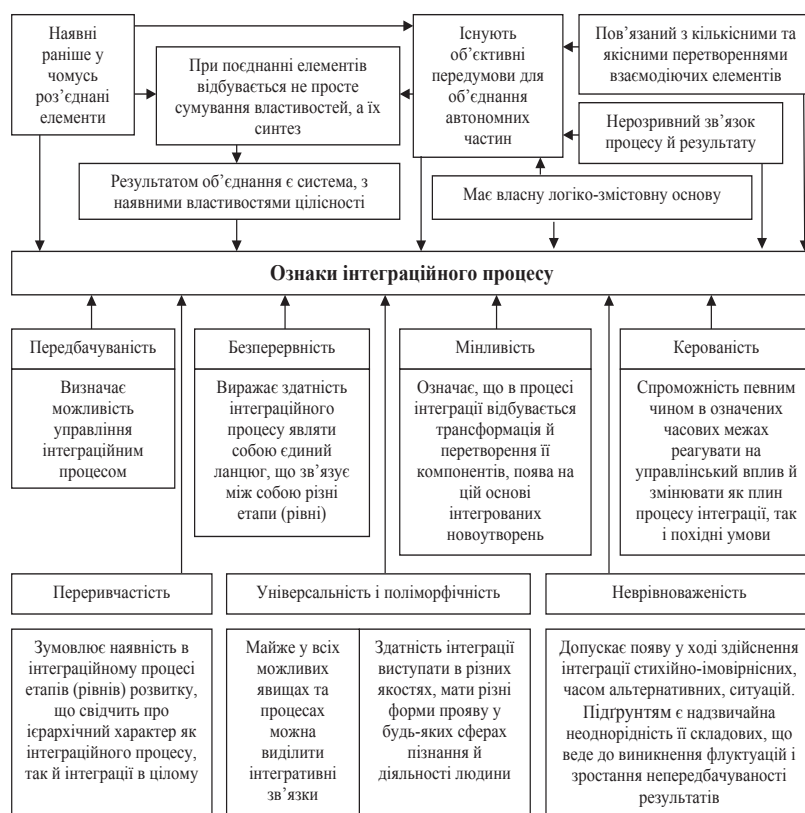 Наявні
раніше у
чомусь
роз’єднані
елементи
При поєднанні елементів
відбувається не просте
сумування властивостей, а їх
синтез
Існують
об’єктивні
передумови для
об’єднання
автономних
частин
Пов’язаний з кількісними та
якісними перетвореннями
взаємодіючих елементів
Нерозривний зв’язок
процесу й результату
Результатом об’єднання є система, з
наявними властивостями цілісності
Має власну логіко-змістовну основу
Ознаки інтеграційного процесу
Передбачуваність
Визначає
можливість
управління
інтеграційним
процесом
Безперервність
Виражає здатність
інтеграційного
процесу являти
собою єдиний
ланцюг, що зв’язує
між собою різні
етапи (рівні)
Мінливість
Означає, що в процесі
інтеграції відбувається
трансформація й
перетворення її
компонентів, поява на
цій основі
інтегрованих
новоутворень
Керованість
Спроможність певним
чином в означених
часових межах
реагувати на
управлінський вплив й
змінювати як плин
процесу інтеграції, так
і похідні умови
Переривчастість
Зумовлює наявність в
інтеграційному процесі
етапів (рівнів) розвитку,
що свідчить про
ієрархічний характер як
інтеграційного процесу,
так й інтеграції в цілому
Універсальність і поліморфічність
Майже у всіх
можливих
явищах та
процесах
можна
виділити
інтегративні
зв’язки
Здатність інтеграції
виступати в різних
якостях, мати різні
форми прояву у
будь-яких сферах
пізнання й
діяльності людини
Неврівноваженість
Допускає появу у ході здійснення
інтеграції стихійно-імовірнісних,
часом альтернативних, ситуацій.
Підґрунтям є надзвичайна
неоднорідність її складових, що
веде до виникнення флуктуацій і
зростання непередбачуваності
результатів